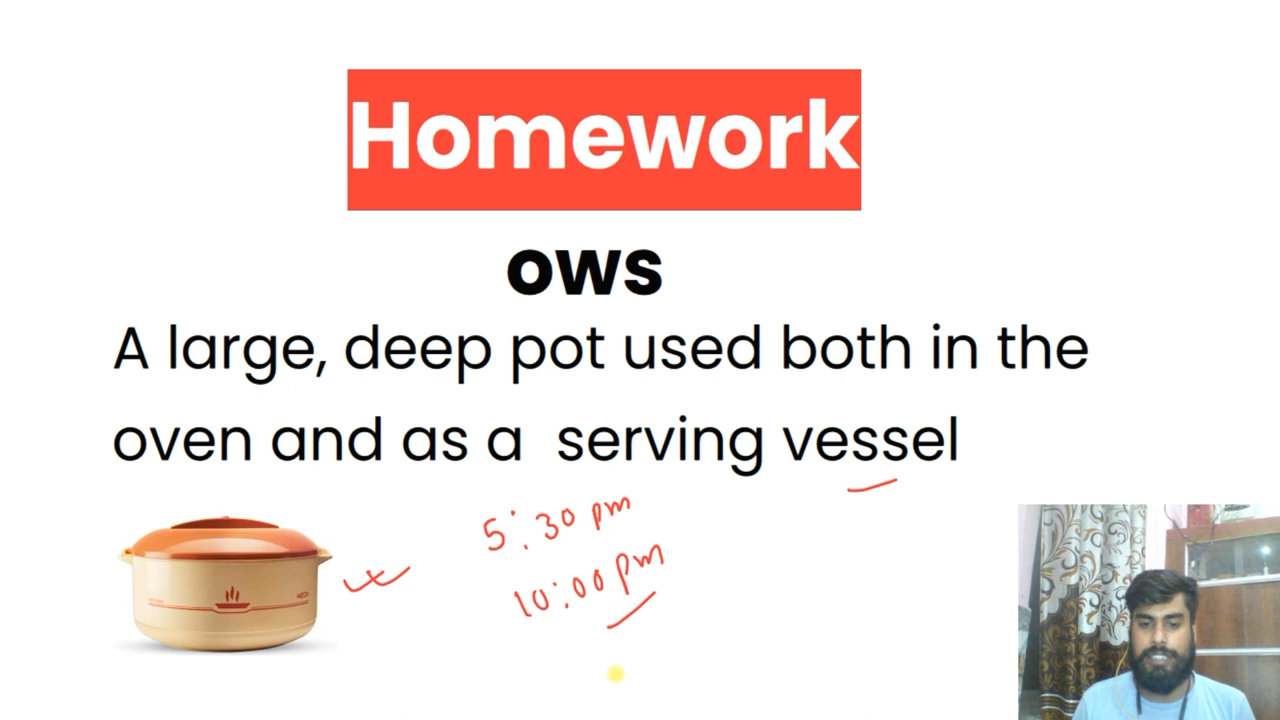 Homework
ows
A large, deep pot used both in the
oven and as a serving vessel
5:30 pm
10:00 pm